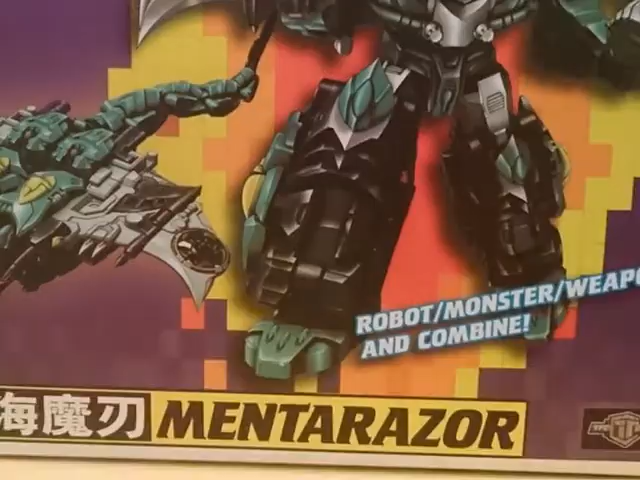 ROBOT/MONSTER/WEAPO
AND COMBINE!
海魔刃 MENTARAZOR